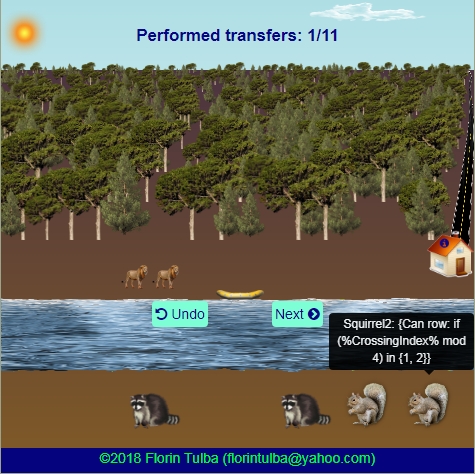 Performed transfers: 1/11
Undo
Next
Squirrel2: {Can row: if
(%CrossingIndex% mod
4) in {1, 2}}
©2018 Florin Tulba (florintulba@yahoo.com)